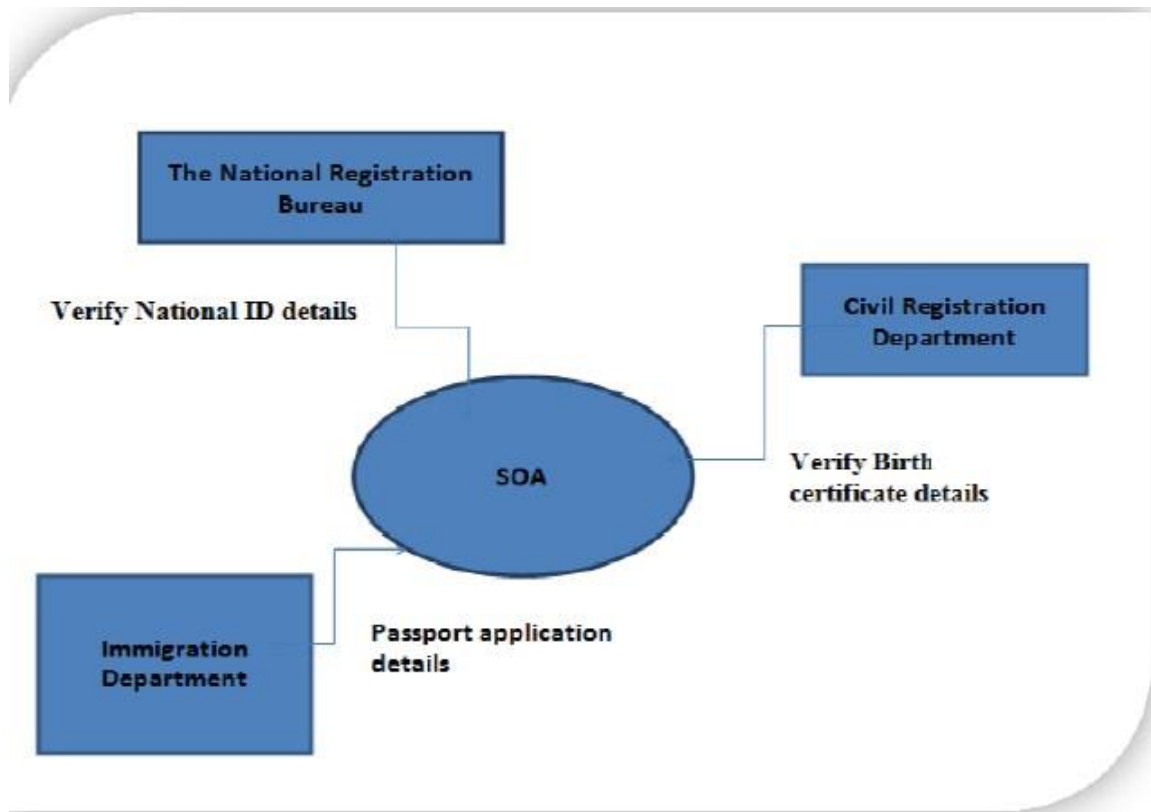 The National Registration
Bureau
Verify National ID details
Civil Registration
Department
SOA
Verify Birth
certificate details
Immigration
Department
Passport application
details